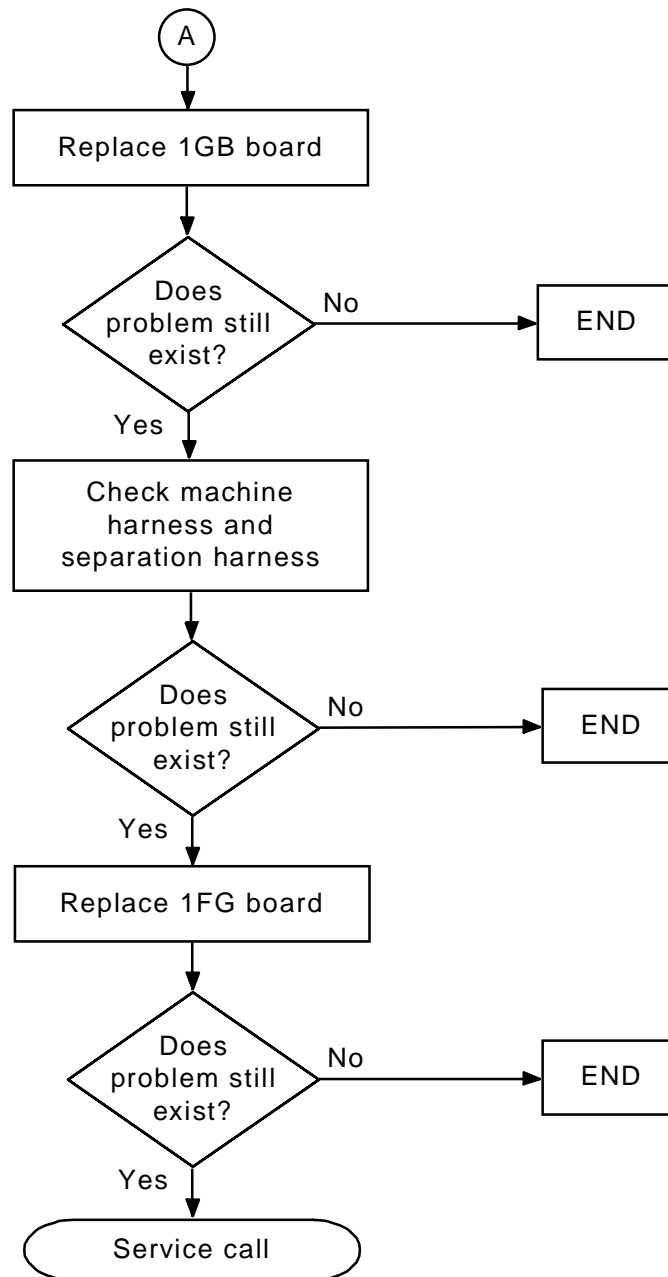 A
Replace 1GB board
Does
problem still
exist?
No
END
Yes
Check machine
harness and
separation harness
Does
problem still
exist?
No
END
Yes
Replace 1FG board
Does
problem still
exist?
No
END
Yes
Service call